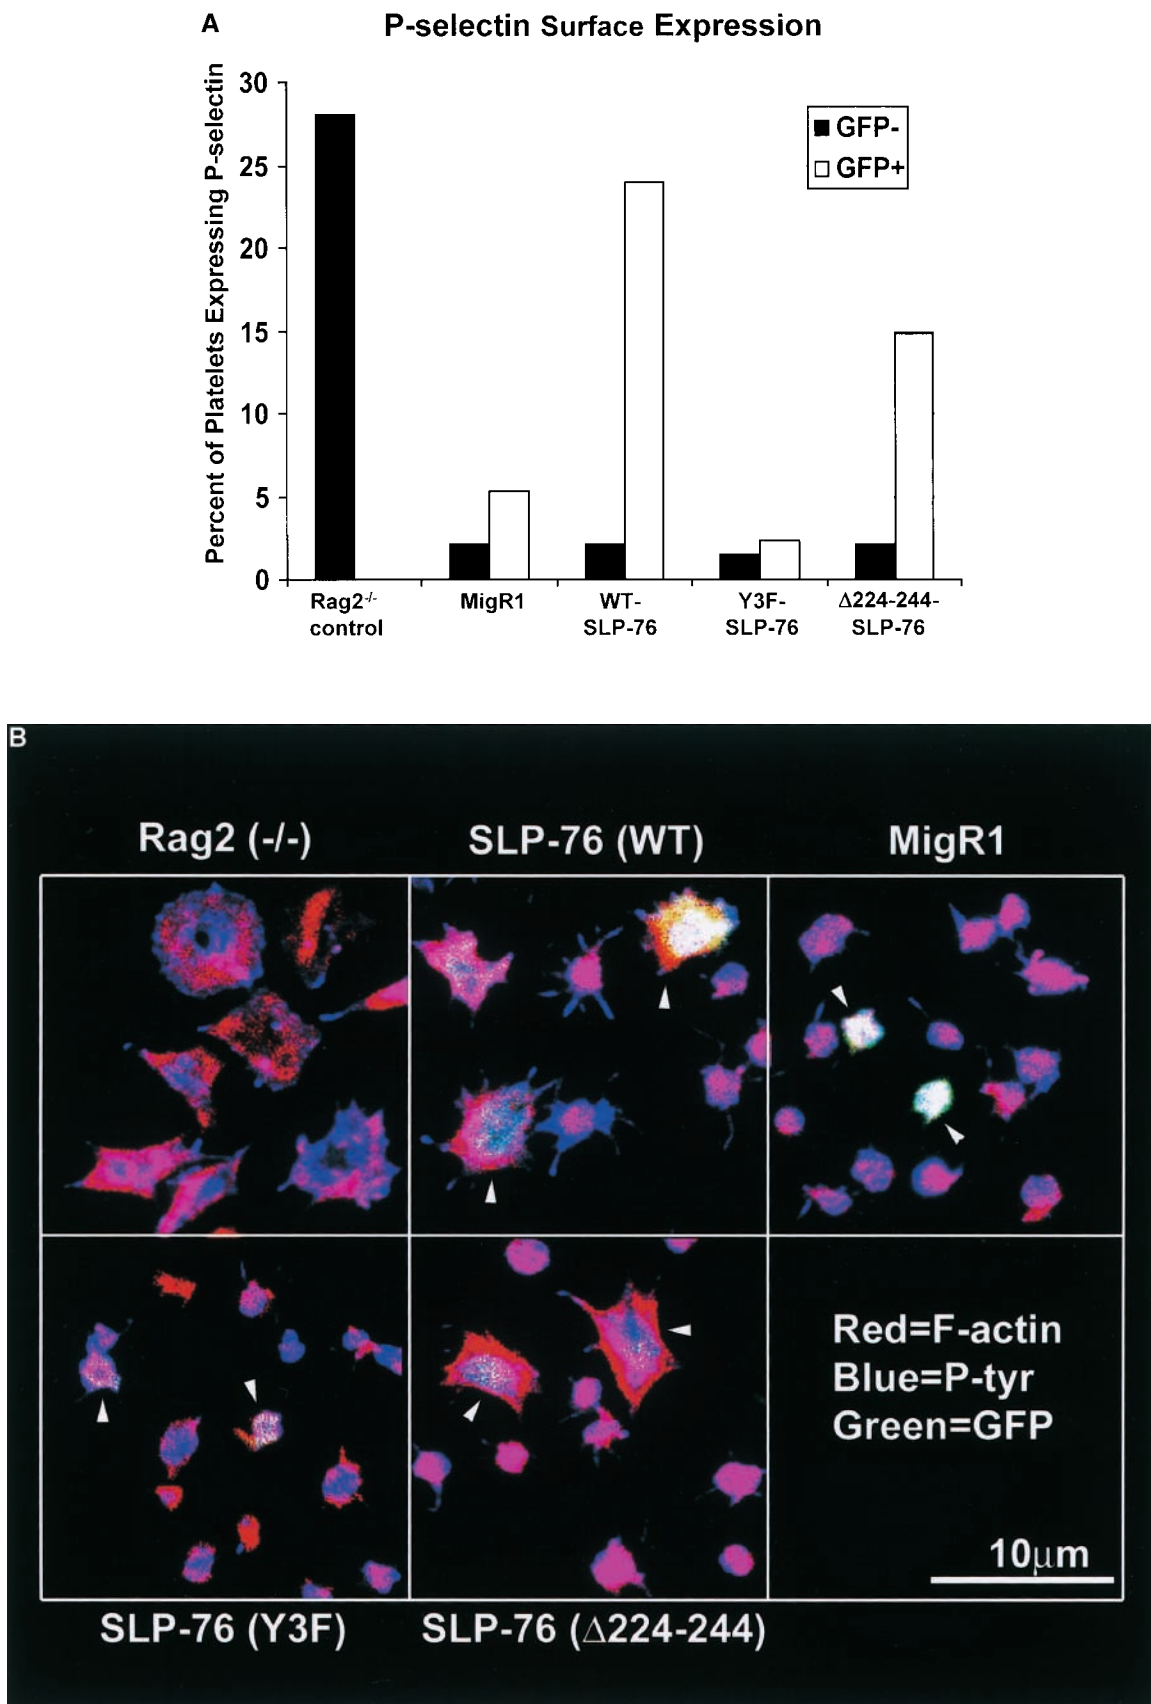 A
P-selectin Surface Expression
Percent of Platelets Expressing P-selectin
30
25
20
15
10
5
0
GFP-
GFP+
Rag2-/-
control
MigR1
WT-
SLP-76
Y3F-
SLP-76
Δ224-244-
SLP-76
B
Rag2 (-/-)
SLP-76 (WT)
MigR1
Red=F-actin
Blue=P-tyr
Green=GFP
10μm
SLP-76 (Y3F)
SLP-76 (Δ224-244)